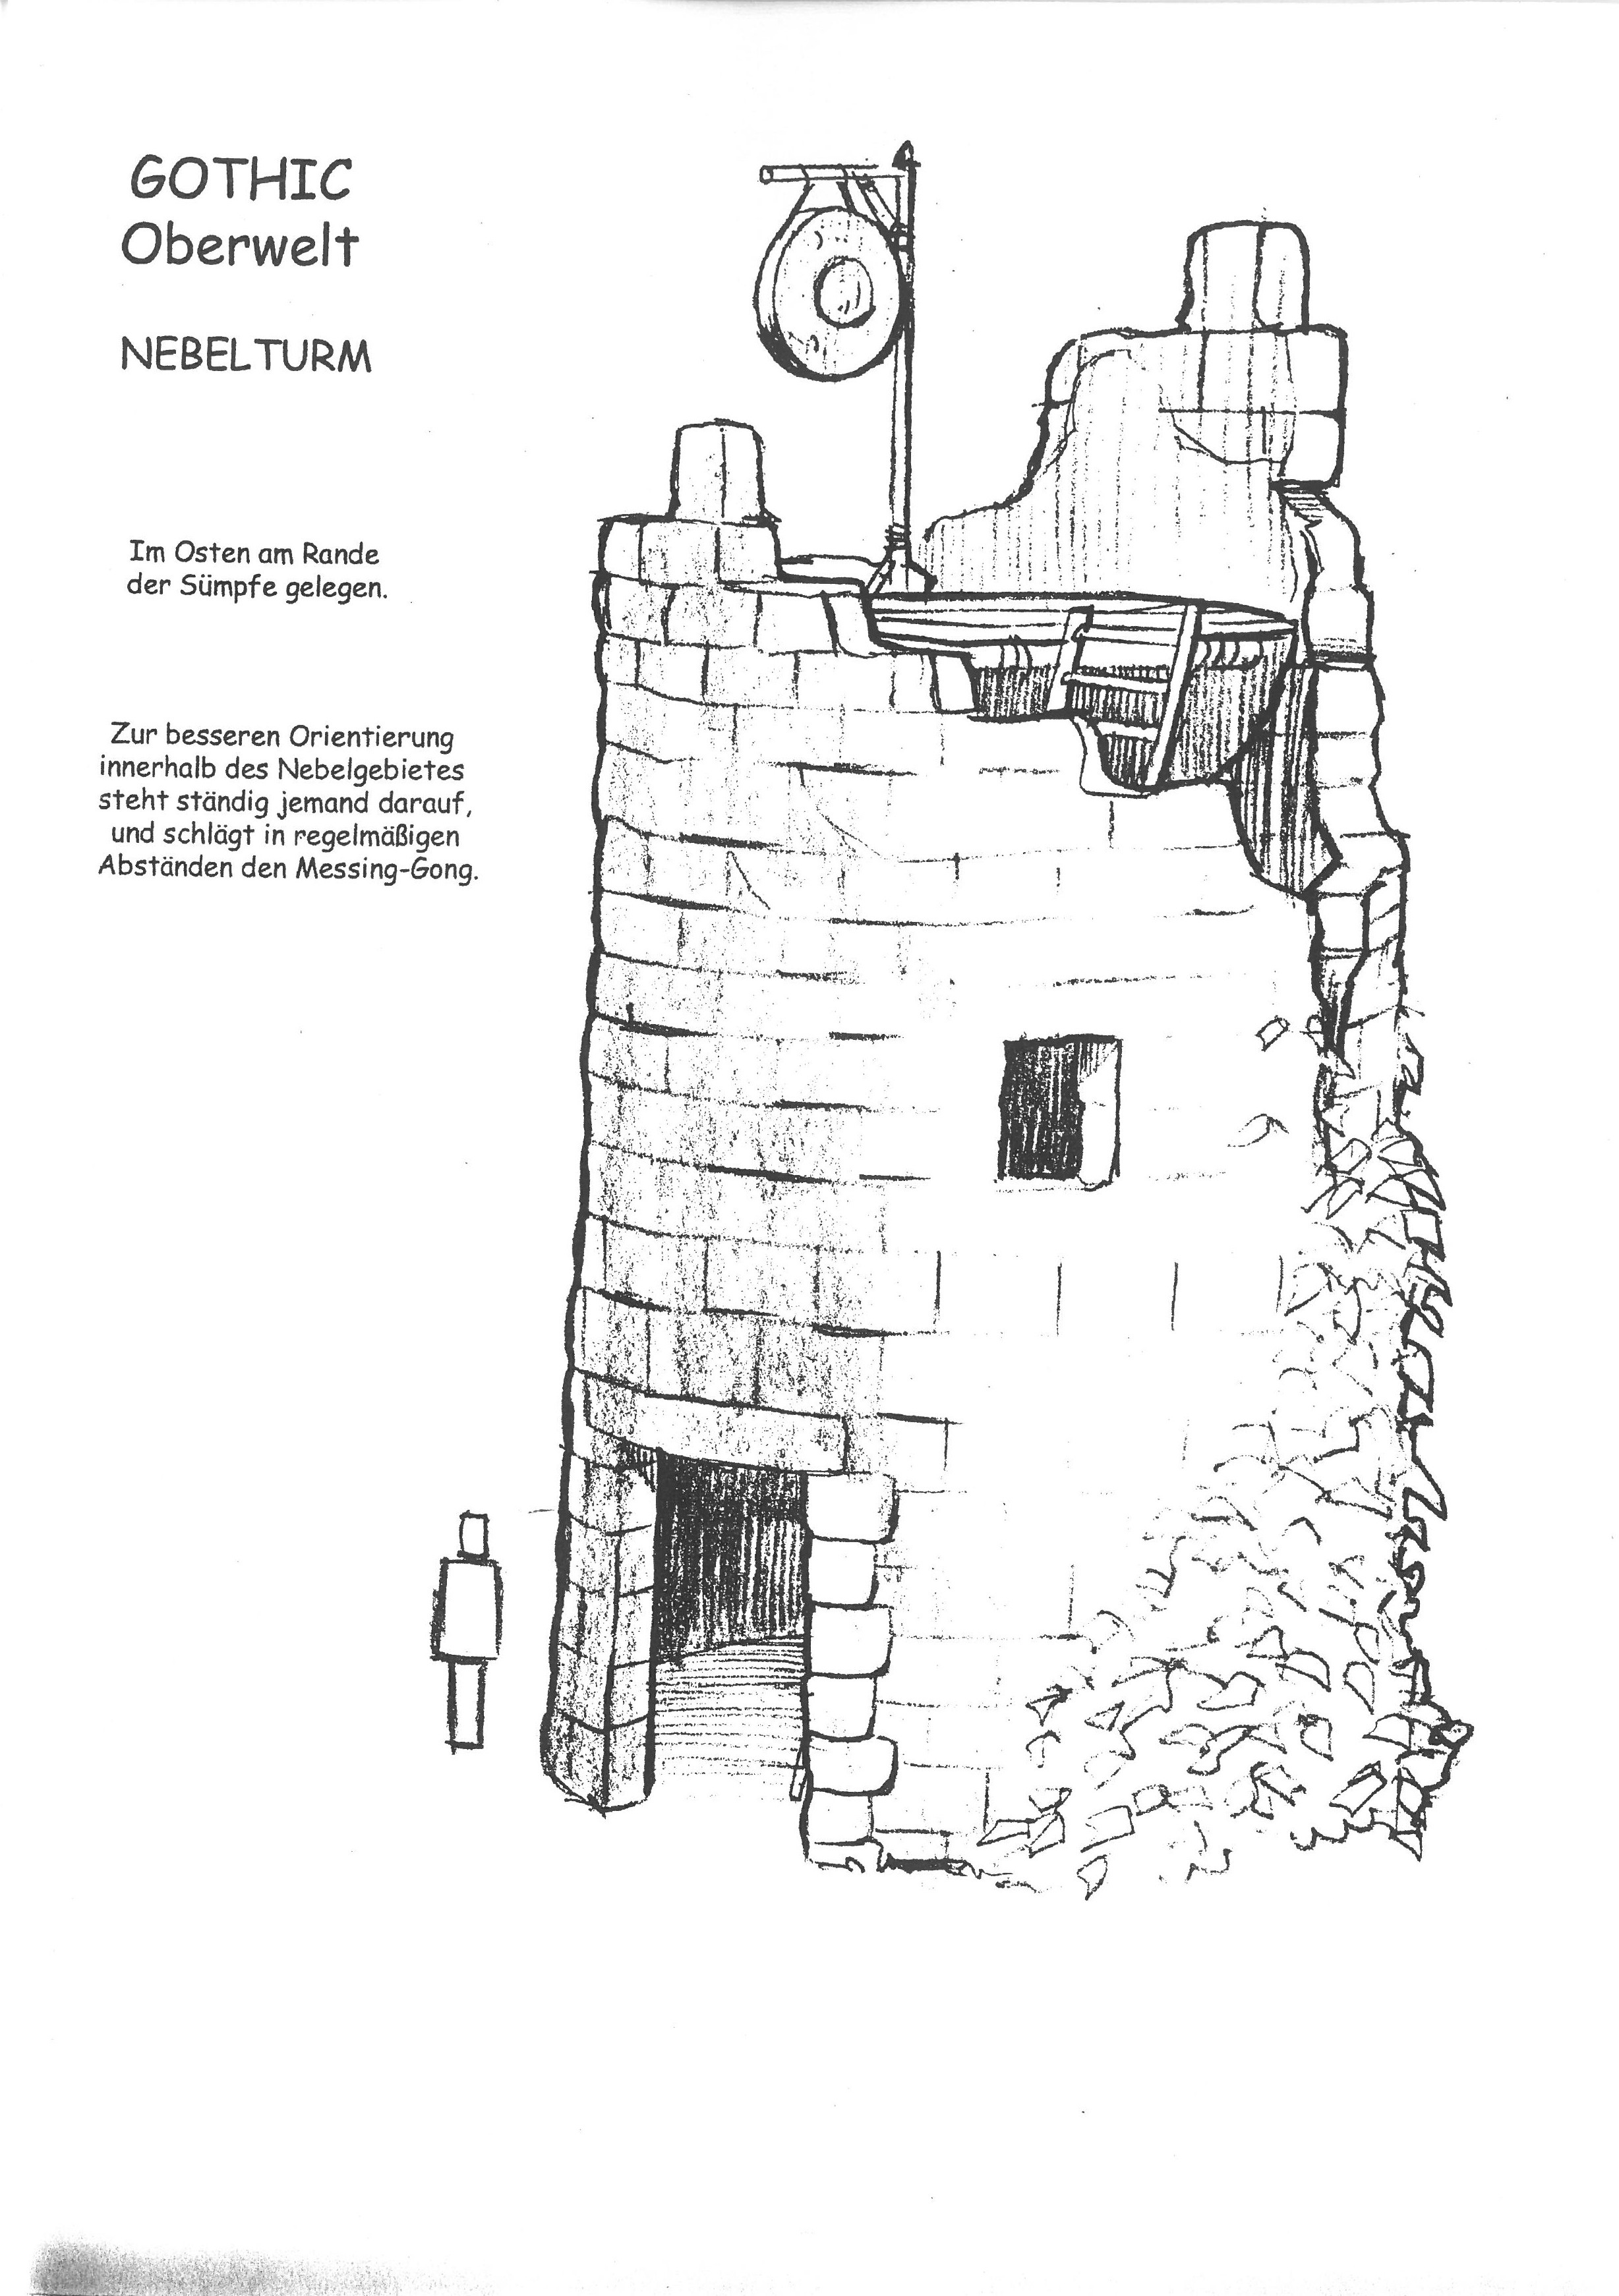 GOTHIC
Oberwelt
NEBELTURM
Im Osten am Rande
der Sümpfe gelegen.
Zur besseren Orientierung
innerhalb des Nebelgebietes
steht ständig jemand darauf,
und schlägt in regelmäßigen
Abständen den Messing-Gong.